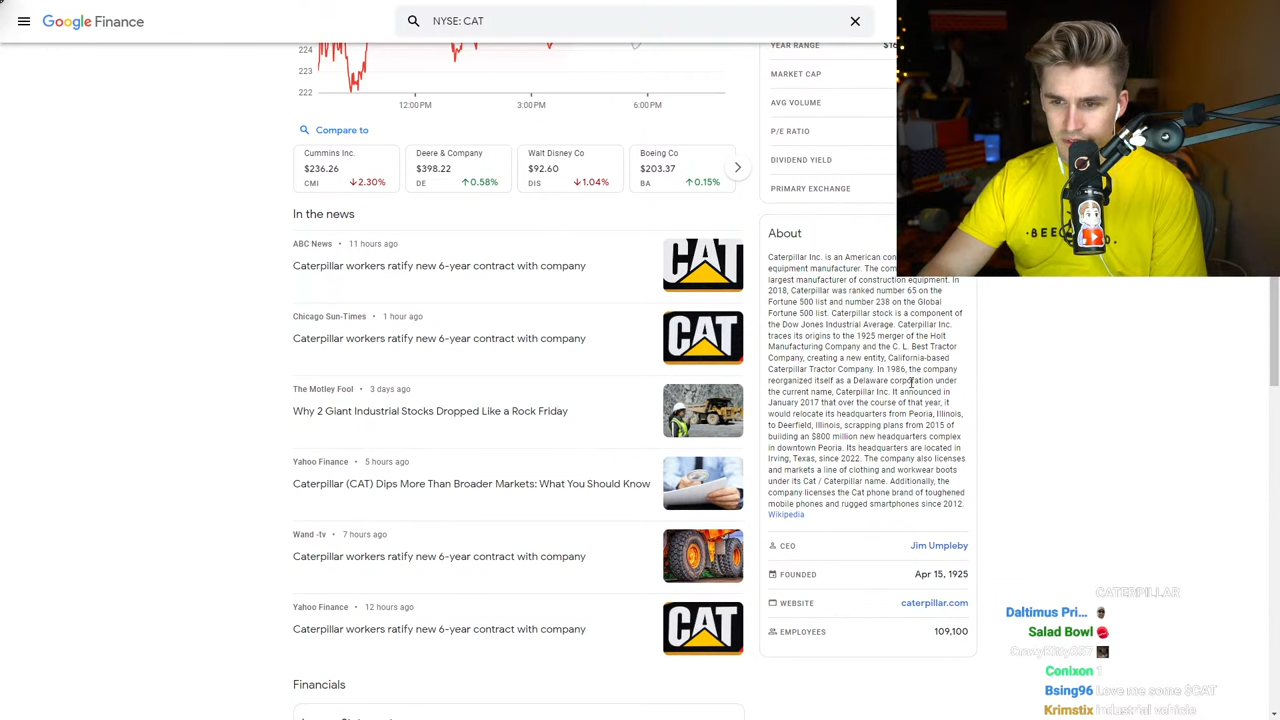 Google Finance
NYSE: CAT
224
223
222
12:00 PM
3:00 PM
6:00 PM
YEAR RANGE
MARKET CAP
AVG VOLUME
P/E RATIO
DIVIDEND YIELD
PRIMARY EXCHANGE
Compare to
Cummins Inc.
$236.26
CMI ↓2.30%
Deere & Company
$398.22
DE ↑0.58%
Walt Disney Co
$92.60
DIS ↓1.04%
Boeing Co
$203.37
BA ↑0.15%
In the news
ABC News • 11 hours ago
Caterpillar workers ratify new 6-year contract with company
CAT
Chicago Sun-Times • 1 hour ago
Caterpillar workers ratify new 6-year contract with company
CAT
The Motley Fool • 3 days ago
Why 2 Giant Industrial Stocks Dropped Like a Rock Friday
Yahoo Finance • 5 hours ago
Caterpillar (CAT) Dips More Than Broader Markets: What You Should Know
Wand -tv • 7 hours ago
Caterpillar workers ratify new 6-year contract with company
Yahoo Finance • 12 hours ago
Caterpillar workers ratify new 6-year contract with company
CAT
Financials
About
Caterpillar Inc. is an American con
equipment manufacturer. The com
largest manufacturer of construction equipment. In
2018, Caterpillar was ranked number 65 on the
Fortune 500 list and number 238 on the Global
Fortune 500 list. Caterpillar stock is a component of
the Dow Jones Industrial Average. Caterpillar Inc.
traces its origins to the 1925 merger of the Holt
Manufacturing Company and the C. L. Best Tractor
Company, creating a new entity, California-based
Caterpillar Tractor Company. In 1986, the company
reorganized itself as a Delaware corporation under
the current name, Caterpillar Inc. It announced in
January 2017 that over the course of that year, it
would relocate its headquarters from Peoria, Illinois,
to Deerfield, Illinois, scrapping plans from 2015 of
building an $800 million new headquarters complex
in downtown Peoria. Its headquarters are located in
Irving, Texas, since 2022. The company also licenses
and markets a line of clothing and workwear boots
under its Cat / Caterpillar name. Additionally, the
company licenses the Cat phone brand of toughened
mobile phones and rugged smartphones since 2012.
Wikipedia
CEO Jim Umpleby
FOUNDED Apr 15, 1925
WEBSITE caterpillar.com
EMPLOYEES 109,100
CATERPILLAR
Daltimus Pri...
Salad Bowl
Conixon 1
Bsing96 Love me some $CAT
Krimstix industrial vehicle